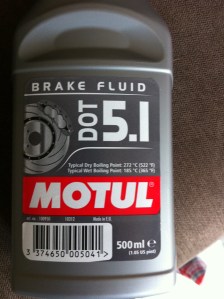 BRAKE FLUID
DOT 5.1
Typical Dry Boiling Point: 272 °C (522 °F)
Typical Wet Boiling Point: 185 °C (365 °F)
MOTUL
Made in E.U.
500 ml e
3 374650 005041 >